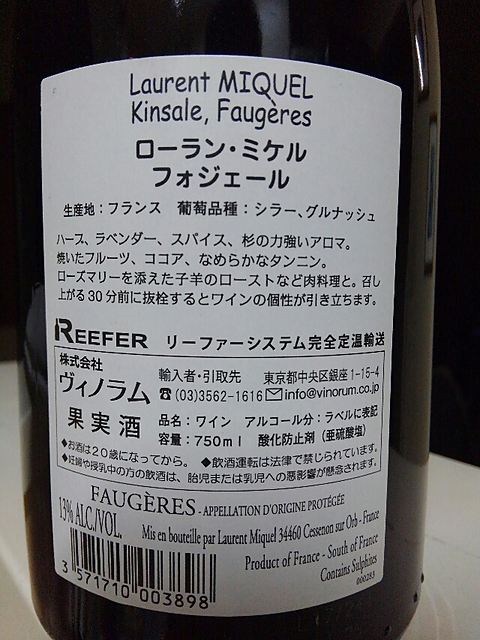 Laurent MIQUEL
Kinsale, Faugères
ローラン・ミケル
フォジェール
生産地：フランス　葡萄品種：シラー、グルナッシュ
ハーブ、ラベンダー、スパイス、杉の力強いアロマ。
焼いたフルーツ、ココア、なめらかなタンニン。
ローズマリーを添えた子羊のローストなど肉料理と。召し
上がる30分前に抜栓するとワインの個性が引き立ちます。
REEFER リーファーシステム完全定温輸送
株式会社
ヴィノラム
輸入者・引取先　東京都中央区銀座1-15-4
☎(03)3562-1616 ✉info@vinorum.co.jp
果実酒
品名：ワイン　アルコール分：ラベルに表記
容量：750ml　酸化防止剤（亜硫酸塩）
◆お酒は20歳になってから。　◆飲酒運転は法律で禁じられています。
◆妊婦や授乳中の方の飲酒は、胎児または乳児への悪影響が懸念されます。
FAUGÈRES - APPELLATION D'ORIGINE PROTÉGÉE
13% ALC./VOL.
Mis en bouteille par Laurent Miquel 34460 Cessenon sur Orb - France
Product of France - South of France
Contains Sulphites
000283
3 571710 003898